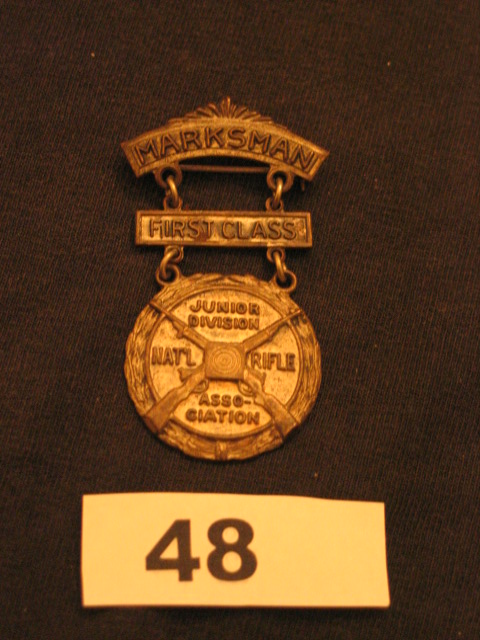 MARKSMAN
FIRST CLASS
JUNIOR
DIVISION
NAT'L RIFLE
ASSO-
CIATION
48